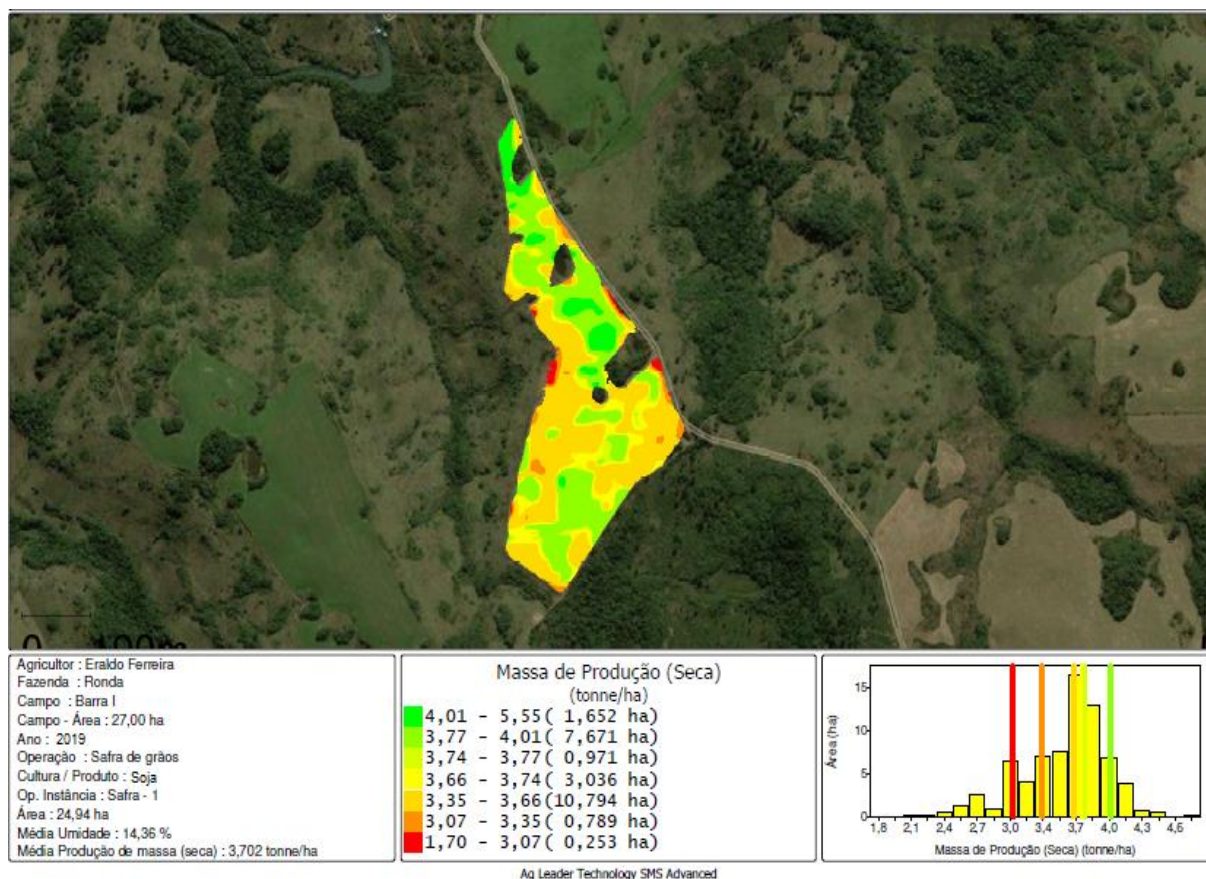 0 100m
Agricultor : Eraldo Ferreira
Fazenda : Ronda
Campo : Barra I
Campo - Área : 27,00 ha
Ano : 2019
Operação : Safra de grãos
Cultura / Produto : Soja
Op. Instância : Safra - 1
Área : 24,94 ha
Média Umidade : 14,36 %
Média Produção de massa (seca) : 3,702 tonne/ha
Massa de Produção (Seca)
(tonne/ha)
4,01 - 5,55( 1,652 ha)
3,77 - 4,01( 7,671 ha)
3,74 - 3,77( 0,971 ha)
3,66 - 3,74( 3,036 ha)
3,35 - 3,66(10,794 ha)
3,07 - 3,35( 0,789 ha)
1,70 - 3,07( 0,253 ha)
Área (ha)
15
10
5
0
1,8 2,1 2,4 2,7 3,0 3,4 3,7 4,0 4,3 4,6
Massa de Produção (Seca) (tonne/ha)
Ag Leader Technology SMS Advanced